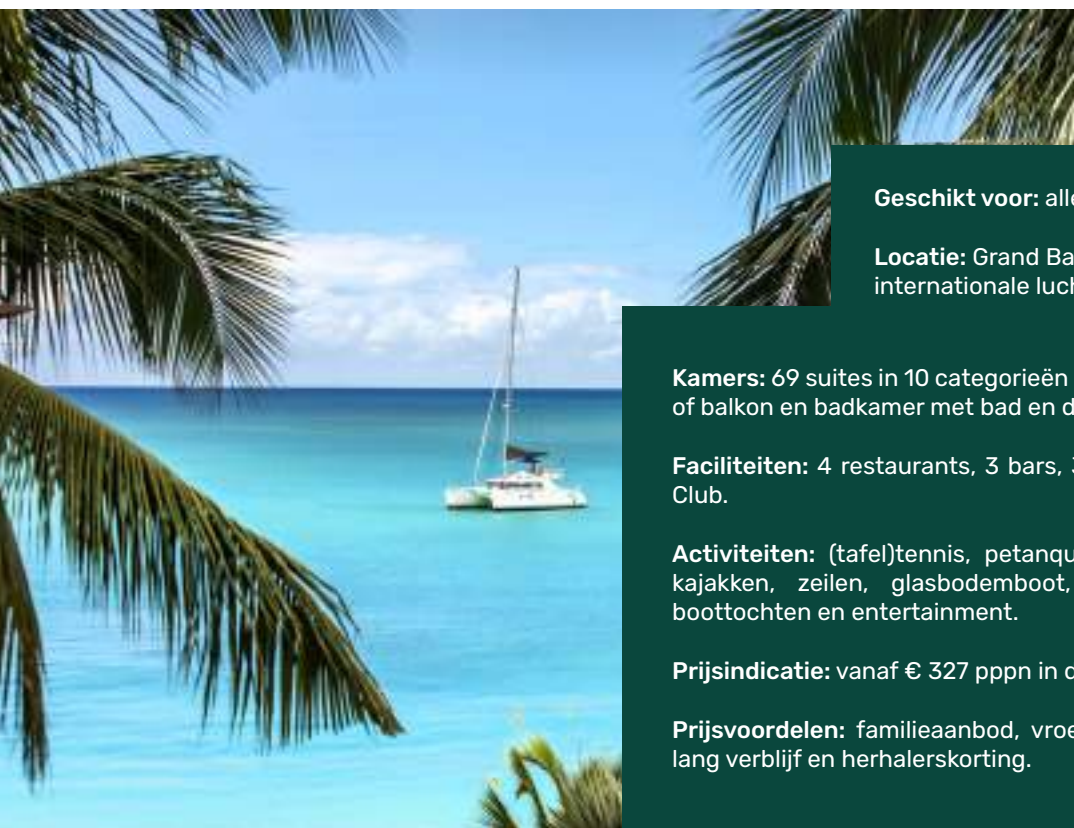 Geschikt voor: alle
Locatie: Grand Ba
internationale luch
Kamers: 69 suites in 10 categorieën
of balkon en badkamer met bad en d
Faciliteiten: 4 restaurants, 3 bars, 3
Club.
Activiteiten: (tafel)tennis, petanqu
kajakken, zeilen, glasbodemboot,
boottochten en entertainment.
Prijsindicatie: vanaf € 327 pppn in d
Prijsvoordelen: familieaanbod, vroe
lang verblijf en herhalerskorting.